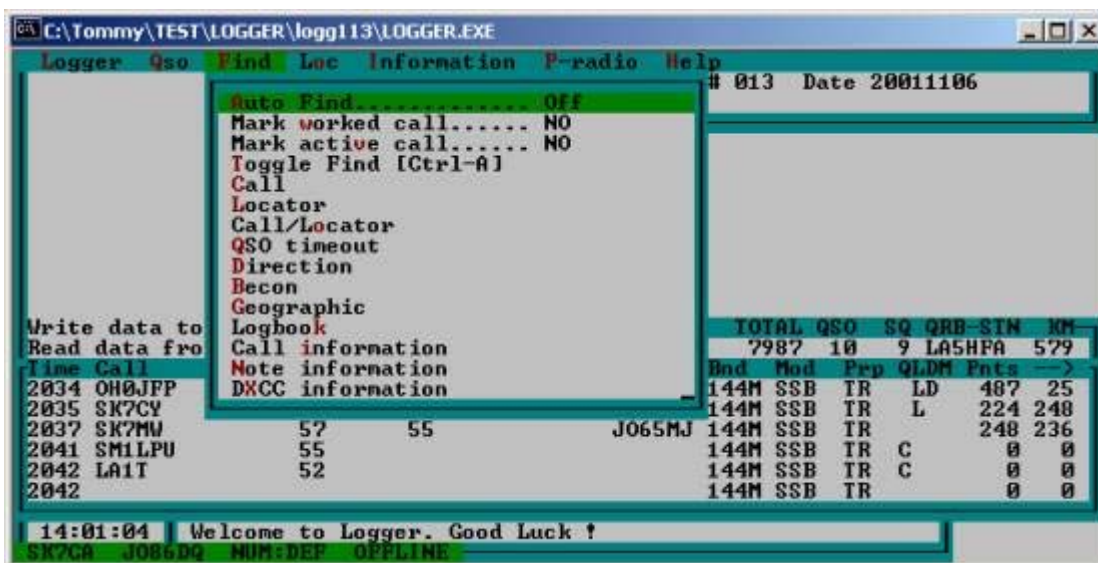 C:\Tommy\TEST\LOGGER\logg113\LOGGER.EXE
Logger Qso Find Loc Information P-radio Help
# 013 Date 20011106
Auto Find............. Off
Mark worked call...... NO
Mark active call...... NO
Toggle Find [Ctrl-A]
Call
Locator
Call/Locator
QSO timeout
Direction
Becon
Geographic
Logbook
Call information
Note information
DXCC information
Write data to
Read data fro
TOTAL QSO SQ QRB-STN KM
7987 10 9 LA5HFA 579
Time Call Bnd Mod Prp QLDM Pnts -->
2034 OH0JFP 144M SSB TR LD 487 25
2035 SK7CY 144M SSB TR L 224 248
2037 SK7MW 57 55 JO65MJ 144M SSB TR 248 236
2041 SM1LPU 55 144M SSB TR C 0 0
2042 LA1T 52 144M SSB TR C 0 0
2042 144M SSB TR 0 0
14:01:04 Welcome to Logger. Good Luck !
SK7CA JO86DQ NUM:DEF OFFLINE